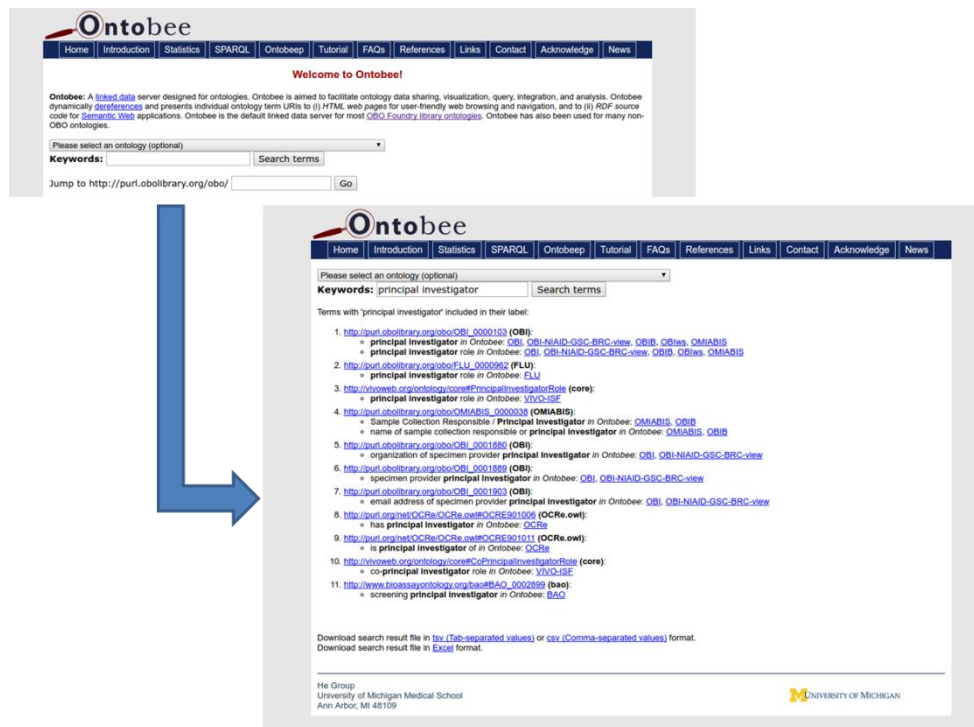 Ontobee
Home Introduction Statistics SPARQL Ontobeep Tutorial FAQs References Links Contact Acknowledge News
Welcome to Ontobee!
Ontobee: A linked data server designed for ontologies. Ontobee is aimed to facilitate ontology data sharing, visualization, query, integration, and analysis. Ontobee
dynamically dereferences and presents individual ontology term URIs to (i) HTML web pages for user-friendly web browsing and navigation, and to (ii) RDF source
code for Semantic Web applications. Ontobee is the default linked data server for most OBO Foundry library ontologies. Ontobee has also been used for many non-
OBO ontologies.
Please select an ontology (optional)
Keywords: Search terms
Jump to http://purl.obolibrary.org/obo/ Go
Ontobee
Home Introduction Statistics SPARQL Ontobeep Tutorial FAQs References Links Contact Acknowledge News
Please select an ontology (optional)
Keywords: principal investigator Search terms
Terms with 'principal investigator' included in their label:
1. http://purl.obolibrary.org/obo/OBI_0000103 (OBI):
principal investigator in Ontobee: OBI, OBI-NIAID-GSC-BRC-view, OBIB, OBIws, OMIABIS
principal investigator role in Ontobee: OBI, OBI-NIAID-GSC-BRC-view, OBIB, OBIws, OMIABIS
2. http://purl.obolibrary.org/obo/FLU_0000962 (FLU):
principal investigator role in Ontobee: FLU
3. http://vivoweb.org/ontology/core#PrincipalInvestigatorRole (core):
principal investigator role in Ontobee: VIVO-ISF
4. http://purl.obolibrary.org/obo/OMIABIS_0000038 (OMIABIS):
Sample Collection Responsible / Principal Investigator in Ontobee: OMIABIS, OBIB
name of sample collection responsible or principal investigator in Ontobee: OMIABIS, OBIB
5. http://purl.obolibrary.org/obo/OBI_0001880 (OBI):
organization of specimen provider principal investigator in Ontobee: OBI, OBI-NIAID-GSC-BRC-view
6. http://purl.obolibrary.org/obo/OBI_0001889 (OBI):
specimen provider principal investigator in Ontobee: OBI, OBI-NIAID-GSC-BRC-view
7. http://purl.obolibrary.org/obo/OBI_0001903 (OBI):
email address of specimen provider principal investigator in Ontobee: OBI, OBI-NIAID-GSC-BRC-view
8. http://purl.org/net/OCRe/OCRe.owl#OCRE901006 (OCRe.owl):
has principal investigator in Ontobee: OCRe
9. http://purl.org/net/OCRe/OCRe.owl#OCRE901011 (OCRe.owl):
is principal investigator of in Ontobee: OCRe
10. http://vivoweb.org/ontology/core#CoPrincipalInvestigatorRole (core):
co-principal investigator role in Ontobee: VIVO-ISF
11. http://www.bioassayontology.org/bao#BAO_0002899 (bao):
screening principal investigator in Ontobee: BAO
Download search result file in tsv (Tab-separated values) or csv (Comma-separated values) format.
Download search result file in Excel format.
He Group
University of Michigan Medical School
Ann Arbor, MI 48109
M UNIVERSITY OF MICHIGAN